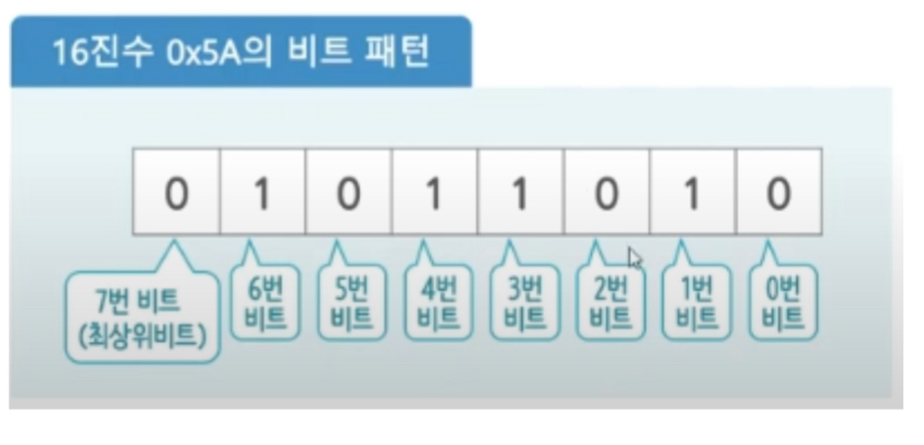 16진수 0x5A의 비트 패턴
0 1 0 1 1 0 1 0
7번 비트
(최상위비트)
6번
비트
5번
비트
4번
비트
3번
비트
2번
비트
1번
비트
0번
비트